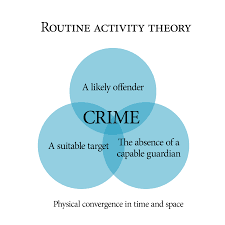 ROUTINE ACTIVITY THEORY
A likely offender
CRIME
A suitable target
The absence of a
capable guardian
Physical convergence in time and space